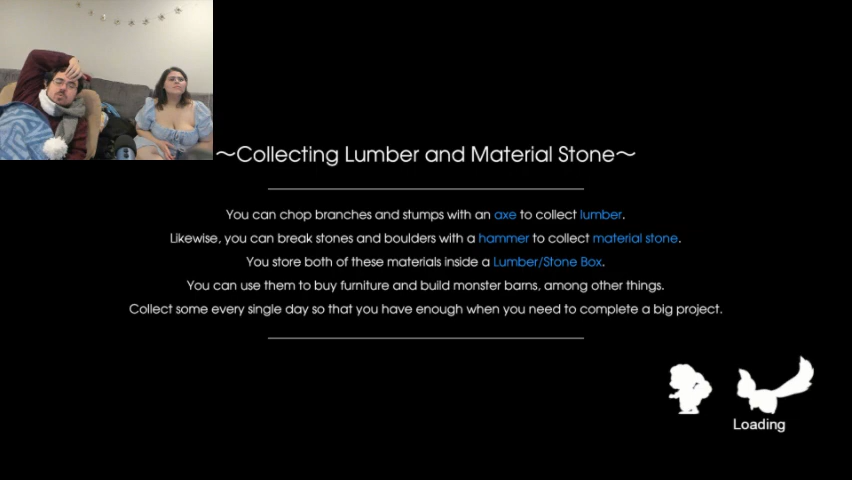 ～Collecting Lumber and Material Stone～
You can chop branches and stumps with an axe to collect lumber.
Likewise, you can break stones and boulders with a hammer to collect material stone.
You store both of these materials inside a Lumber/Stone Box.
You can use them to buy furniture and build monster barns, among other things.
Collect some every single day so that you have enough when you need to complete a big project.
Loading